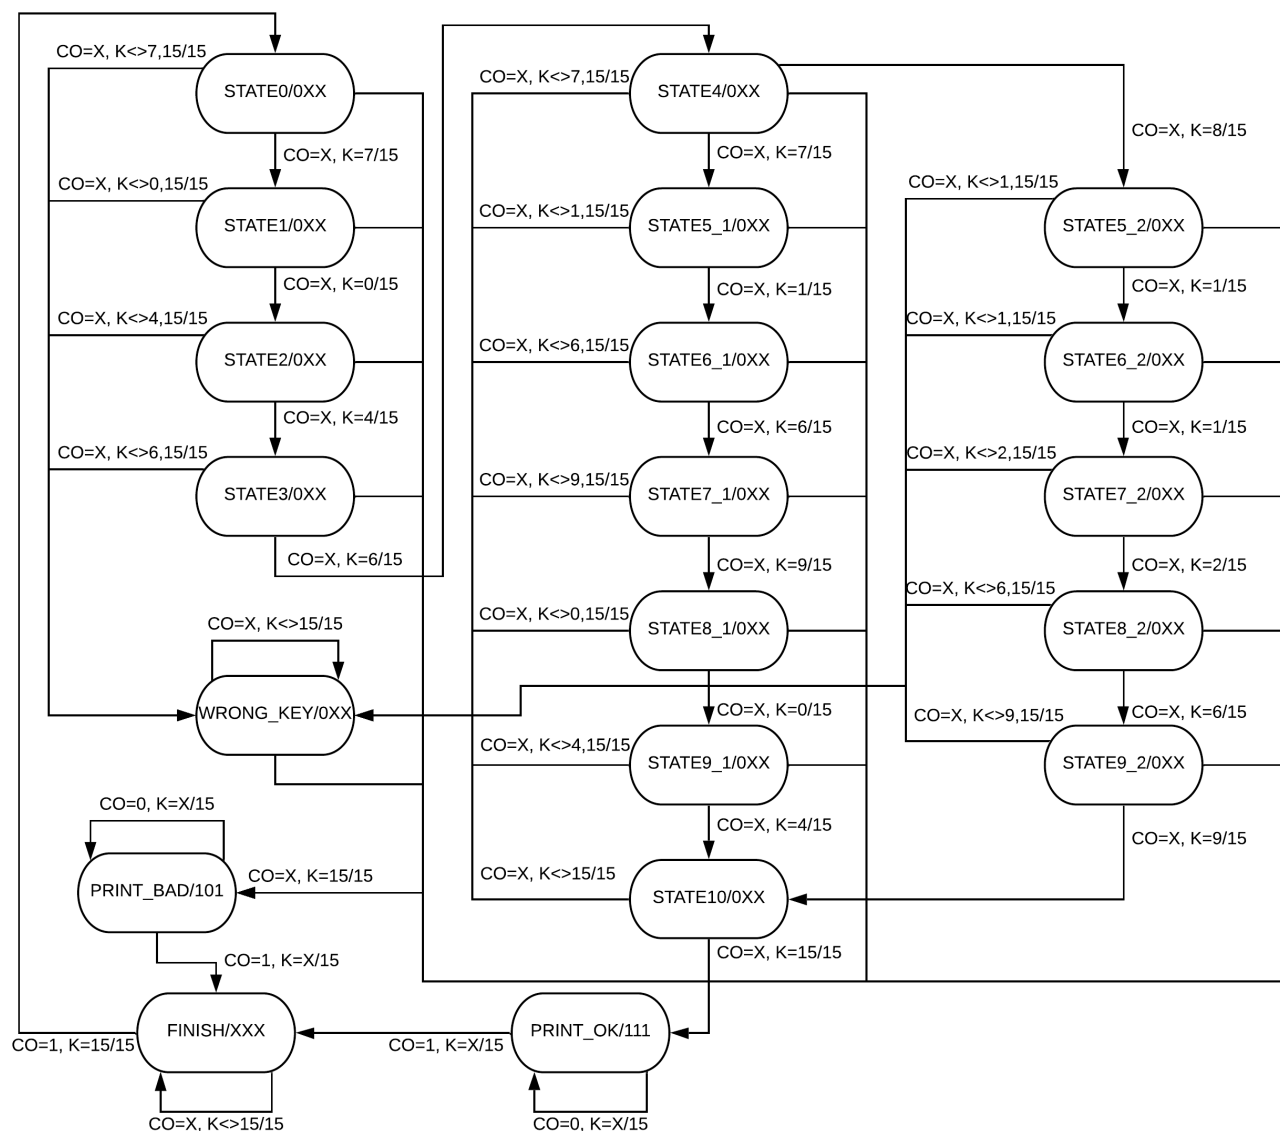 CO=X, K<>7,15/15
STATE0/0XX
CO=X, K=7/15
CO=X, K<>0,15/15
STATE1/0XX
CO=X, K=0/15
CO=X, K<>4,15/15
STATE2/0XX
CO=X, K=4/15
CO=X, K<>6,15/15
STATE3/0XX
CO=X, K=6/15
CO=X, K<>15/15
WRONG_KEY/0XX
CO=0, K=X/15
PRINT_BAD/101
CO=X, K=15/15
CO=1, K=X/15
FINISH/XXX
CO=1, K=15/15
CO=X, K<>15/15
CO=X, K<>7,15/15
STATE4/0XX
CO=X, K=7/15
CO=X, K<>1,15/15
STATE5_1/0XX
CO=X, K=1/15
CO=X, K<>6,15/15
STATE6_1/0XX
CO=X, K=6/15
CO=X, K<>9,15/15
STATE7_1/0XX
CO=X, K=9/15
CO=X, K<>0,15/15
STATE8_1/0XX
CO=X, K=0/15
CO=X, K<>4,15/15
STATE9_1/0XX
CO=X, K=4/15
CO=X, K<>15/15
STATE10/0XX
CO=X, K=15/15
PRINT_OK/111
CO=1, K=X/15
CO=0, K=X/15
CO=X, K=8/15
CO=X, K<>1,15/15
STATE5_2/0XX
CO=X, K=1/15
CO=X, K<>1,15/15
STATE6_2/0XX
CO=X, K=1/15
CO=X, K<>2,15/15
STATE7_2/0XX
CO=X, K=2/15
CO=X, K<>6,15/15
STATE8_2/0XX
CO=X, K=6/15
CO=X, K<>9,15/15
STATE9_2/0XX
CO=X, K=9/15